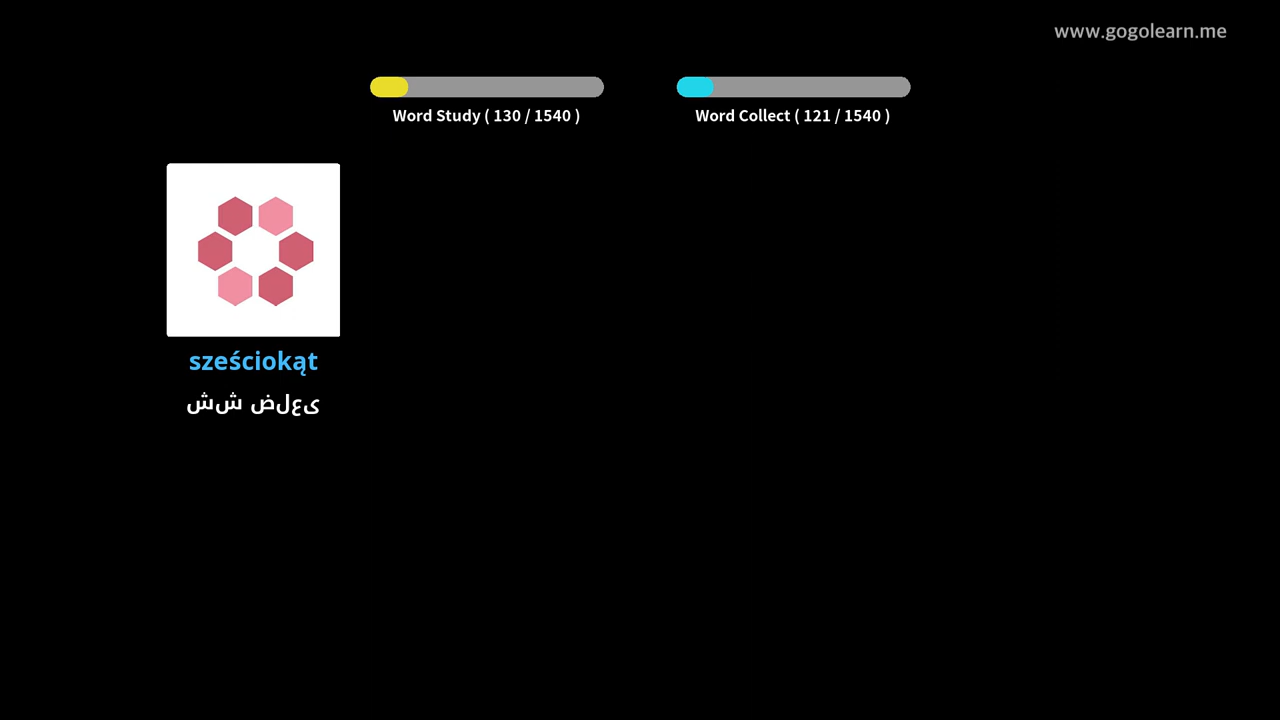 www.gogolearn.me
Word Study ( 130 / 1540 )
Word Collect ( 121 / 1540 )
sześciokąt
شش ضلعی